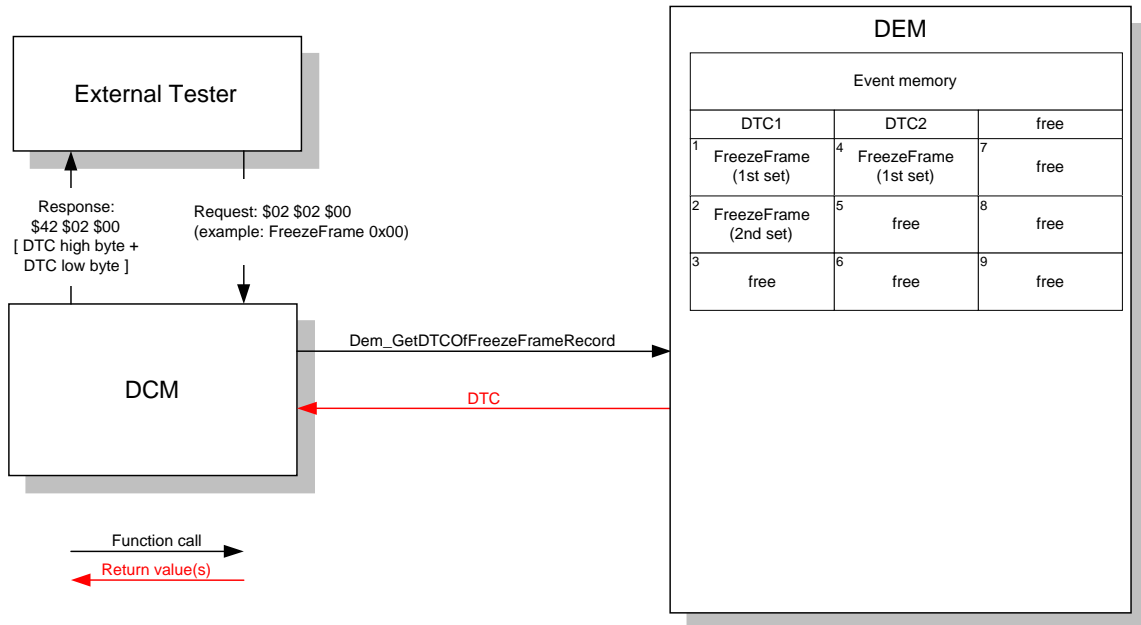 DEM
External Tester
Event memory
DTC1
DTC2
free
1
FreezeFrame
(1st set)
4
FreezeFrame
(1st set)
7
free
2
FreezeFrame
(2nd set)
5
free
8
free
3
free
6
free
9
free
Response:
$42 $02 $00
[ DTC high byte +
DTC low byte ]
Request: $02 $02 $00
(example: FreezeFrame 0x00)
Dem_GetDTCOfFreezeFrameRecord
DCM
DTC
Function call
Return value(s)